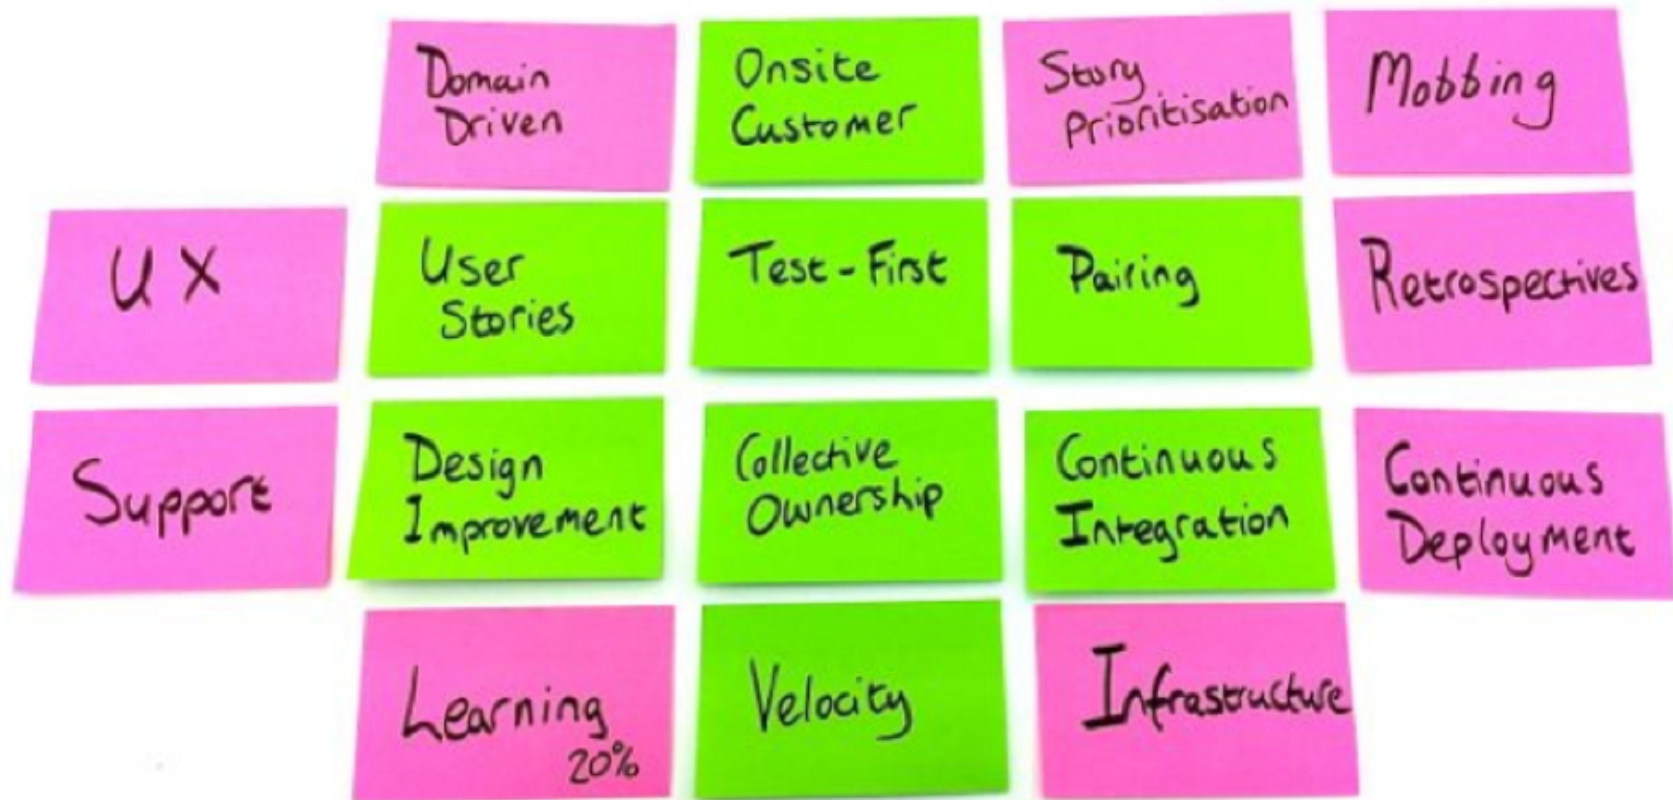 Domain
Driven
Onsite
Customer
Story
Prioritisation
Mobbing
UX
User
Stories
Test-First
Pairing
Retrospectives
Support
Design
Improvement
Collective
Ownership
Continuous
Integration
Continuous
Deployment
Learning
20%
Velocity
Infrastructure